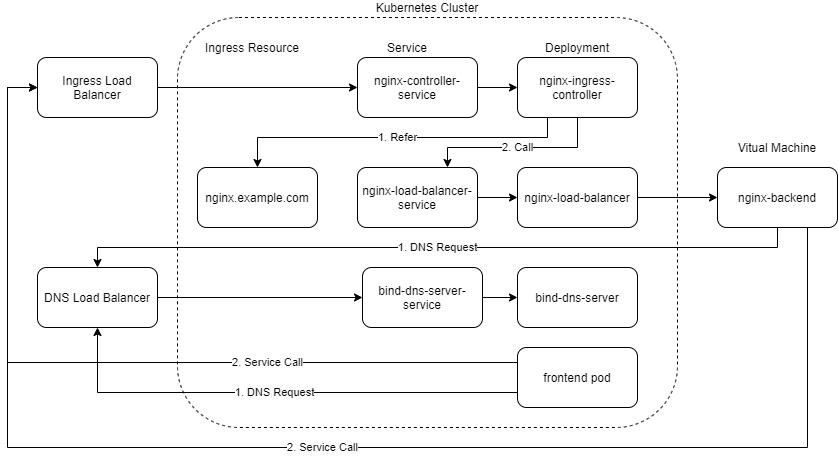 Kubernetes Cluster
Ingress Resource
Service
Deployment
Ingress Load
Balancer
nginx-controller-
service
nginx-ingress-
controller
1. Refer
2. Call
Vitual Machine
nginx.example.com
nginx-load-balancer-
service
nginx-load-balancer
nginx-backend
1. DNS Request
DNS Load Balancer
bind-dns-server-
service
bind-dns-server
2. Service Call
frontend pod
1. DNS Request
2. Service Call